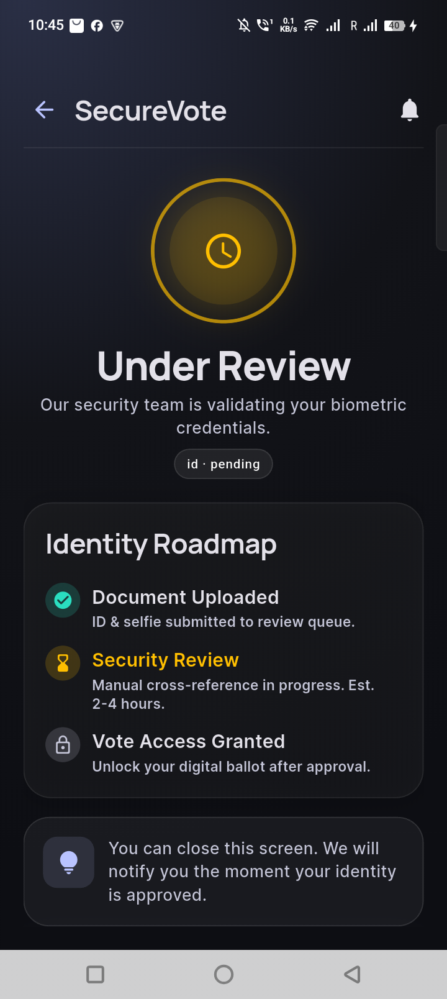 10:45
0.1
KB/s
R
40
SecureVote
Under Review
Our security team is validating your biometric
credentials.
id · pending
Identity Roadmap
Document Uploaded
ID & selfie submitted to review queue.
Security Review
Manual cross-reference in progress. Est.
2-4 hours.
Vote Access Granted
Unlock your digital ballot after approval.
You can close this screen. We will
notify you the moment your identity
is approved.